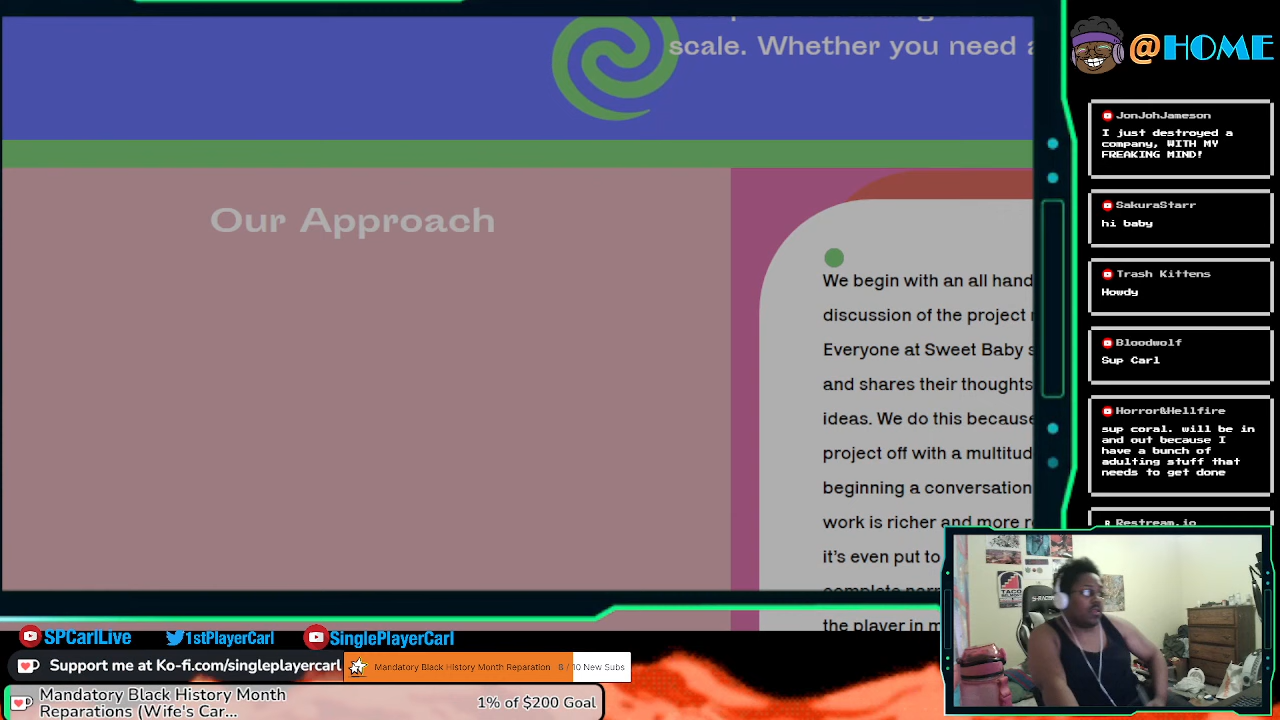 scale. Whether you need a
Our Approach
We begin with an all hand
discussion of the project
Everyone at Sweet Baby s
and shares their thoughts
ideas. We do this because
project off with a multitud
beginning a conversation
work is richer and more r
it's even put to
the player in m
@HOME
JonJohJameson
I just destroyed a
company, WITH MY
FREAKING MIND!
SakuraStarr
hi baby
Trash Kittens
Howdy
Bloodwolf
Sup Carl
Horror&Hellfire
sup coral. will be in
and out because I
have a bunch of
adulting stuff that
needs to get done
Restream.io
TACO
SPCarlLive
1stPlayerCarl
SinglePlayerCarl
Support me at Ko-fi.com/singleplayercarl
Mandatory Black History Month Reparation 8 / 10 New Subs
Mandatory Black History Month
Reparations (Wife's Car...
1% of $200 Goal